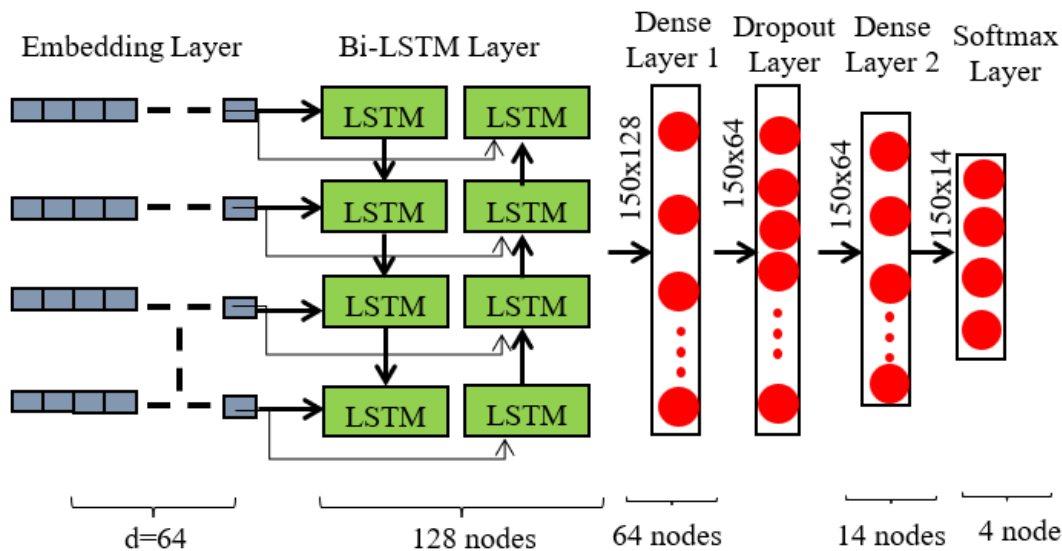 Embedding Layer
Bi-LSTM Layer
Dense
Layer 1
Dropout
Layer
Dense
Layer 2
Softmax
Layer
LSTM
LSTM
LSTM
LSTM
LSTM
LSTM
LSTM
LSTM
150x128
150x64
150x64
150x14
d=64
128 nodes
64 nodes
14 nodes
4 node